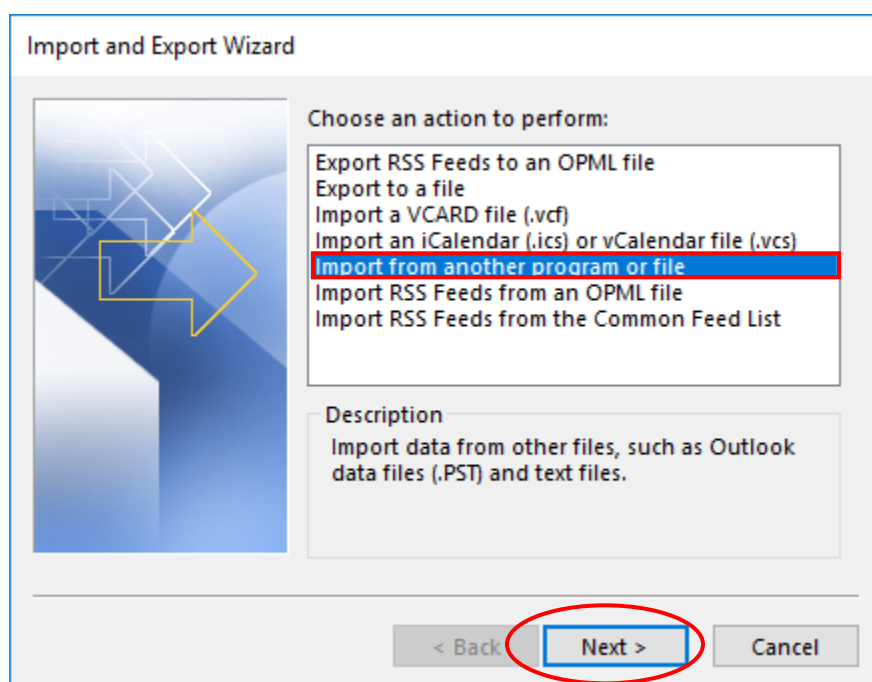 Import and Export Wizard
Choose an action to perform:
Export RSS Feeds to an OPML file
Export to a file
Import a VCARD file (.vcf)
Import an iCalendar (.ics) or vCalendar file (.vcs)
Import from another program or file
Import RSS Feeds from an OPML file
Import RSS Feeds from the Common Feed List
Description
Import data from other files, such as Outlook
data files (.PST) and text files.
< Back
Next >
Cancel